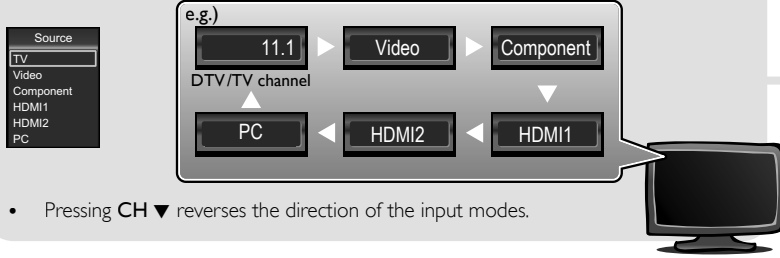 Source
TV
Video
Component
HDMI1
HDMI2
PC
e.g.)
11.1 Video Component
DTV/TV channel
PC HDMI2 HDMI1
• Pressing CH ▼ reverses the direction of the input modes.